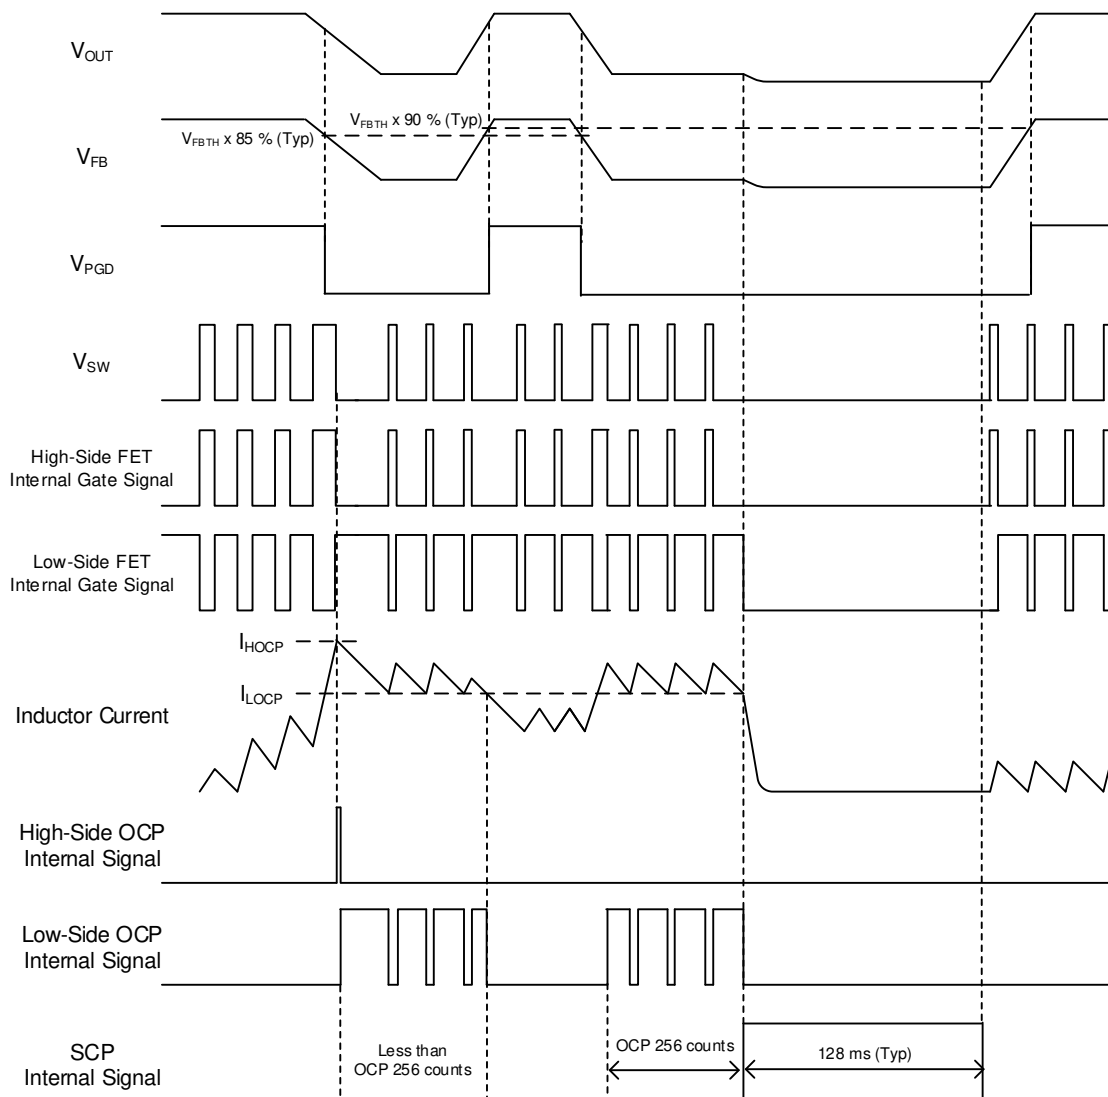 VOUT
VFBTH x 90 % (Typ)
VFBTH x 85 % (Typ)
VFB
VPGD
VSW
High-Side FET
Internal Gate Signal
Low-Side FET
Internal Gate Signal
IHOCP
ILOCP
Inductor Current
High-Side OCP
Internal Signal
Low-Side OCP
Internal Signal
SCP
Internal Signal
Less than
OCP 256 counts
OCP 256 counts
128 ms (Typ)